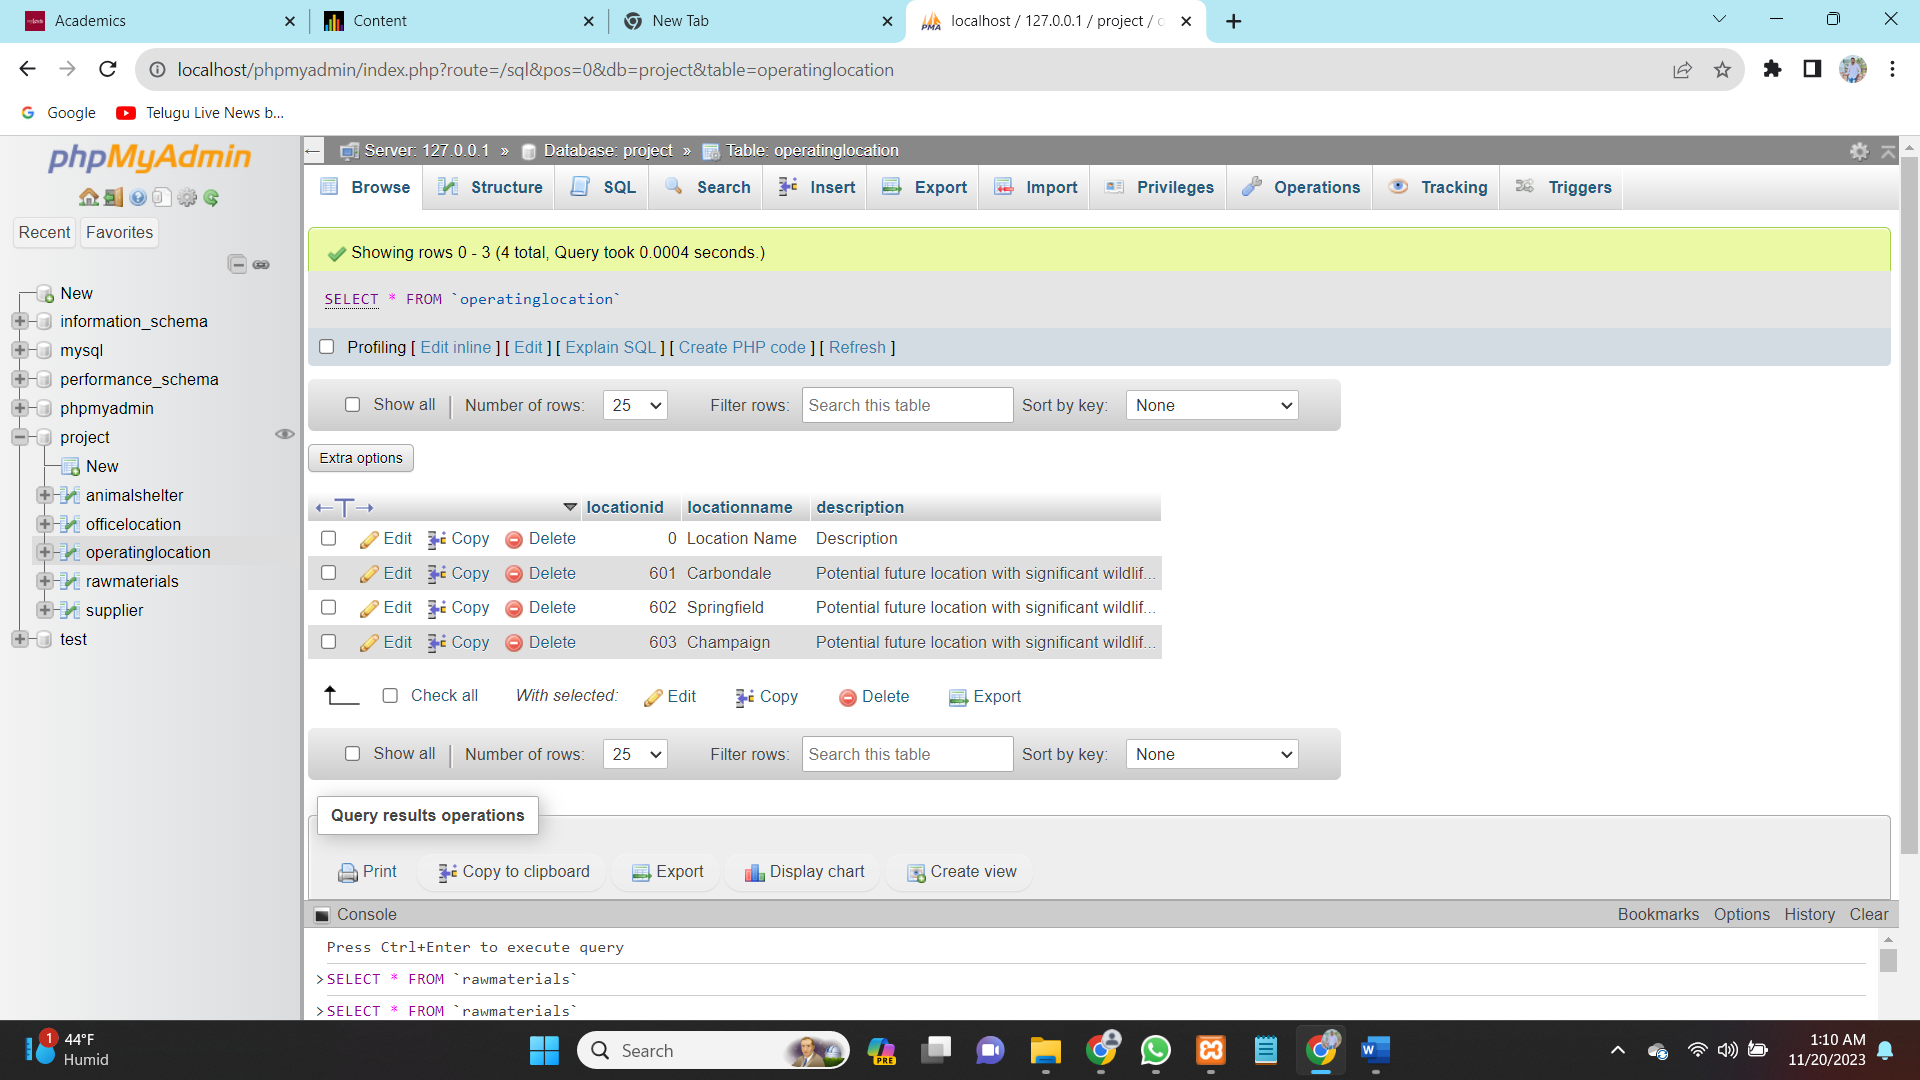 Academics
Content
New Tab
localhost / 127.0.0.1 / project / o
localhost/phpmyadmin/index.php?route=/sql&pos=0&db=project&table=operatinglocation
Google
Telugu Live News b...
phpMyAdmin
Recent
Favorites
New
information_schema
mysql
performance_schema
phpmyadmin
project
New
animalshelter
officelocation
operatinglocation
rawmaterials
supplier
test
Server: 127.0.0.1 » Database: project » Table: operatinglocation
Browse
Structure
SQL
Search
Insert
Export
Import
Privileges
Operations
Tracking
Triggers
Showing rows 0 - 3 (4 total, Query took 0.0004 seconds.)
SELECT * FROM `operatinglocation`
Profiling [ Edit inline ] [ Edit ] [ Explain SQL ] [ Create PHP code ] [ Refresh ]
Show all | Number of rows: 25 Filter rows: Search this table Sort by key: None
Extra options
locationid locationname description
Edit Copy Delete 0 Location Name Description
Edit Copy Delete 601 Carbondale Potential future location with significant wildlif...
Edit Copy Delete 602 Springfield Potential future location with significant wildlif...
Edit Copy Delete 603 Champaign Potential future location with significant wildlif...
Check all With selected: Edit Copy Delete Export
Show all | Number of rows: 25 Filter rows: Search this table Sort by key: None
Query results operations
Print Copy to clipboard Export Display chart Create view
Console
Bookmarks Options History Clear
Press Ctrl+Enter to execute query
>SELECT * FROM `rawmaterials`
>SELECT * FROM `rawmaterials`
1
44°F
Humid
Search
PRE
1:10 AM
11/20/2023